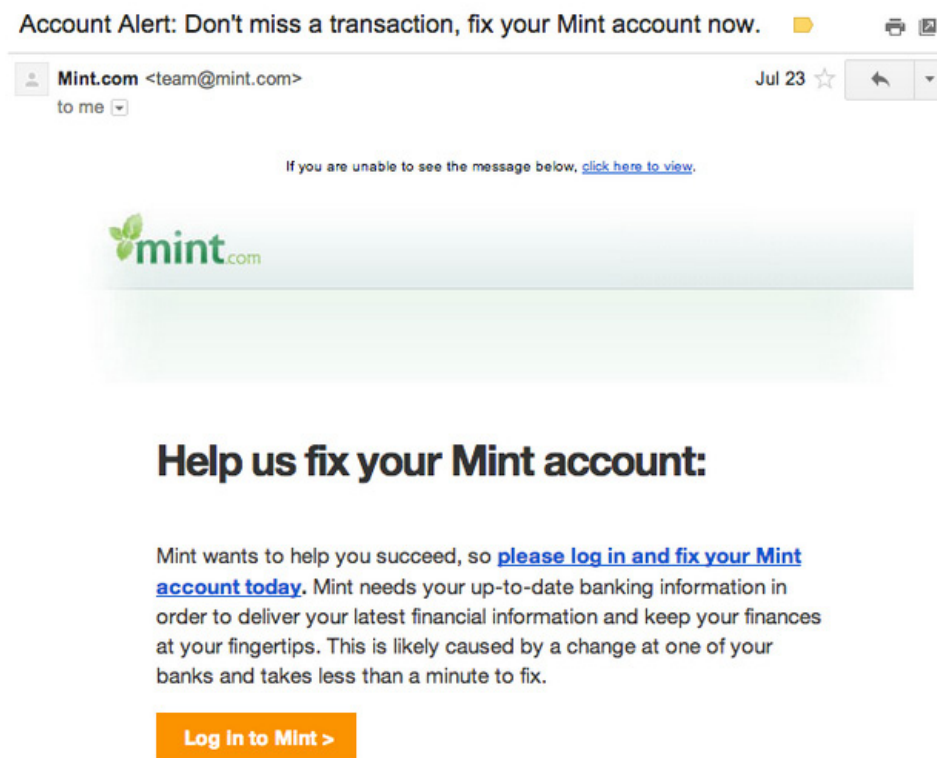 Account Alert: Don't miss a transaction, fix your Mint account now.
Mint.com <team@mint.com>
Jul 23
to me
If you are unable to see the message below, click here to view.
mint.com
Help us fix your Mint account:
Mint wants to help you succeed, so please log in and fix your Mint
account today. Mint needs your up-to-date banking information in
order to deliver your latest financial information and keep your finances
at your fingertips. This is likely caused by a change at one of your
banks and takes less than a minute to fix.
Log in to Mint >